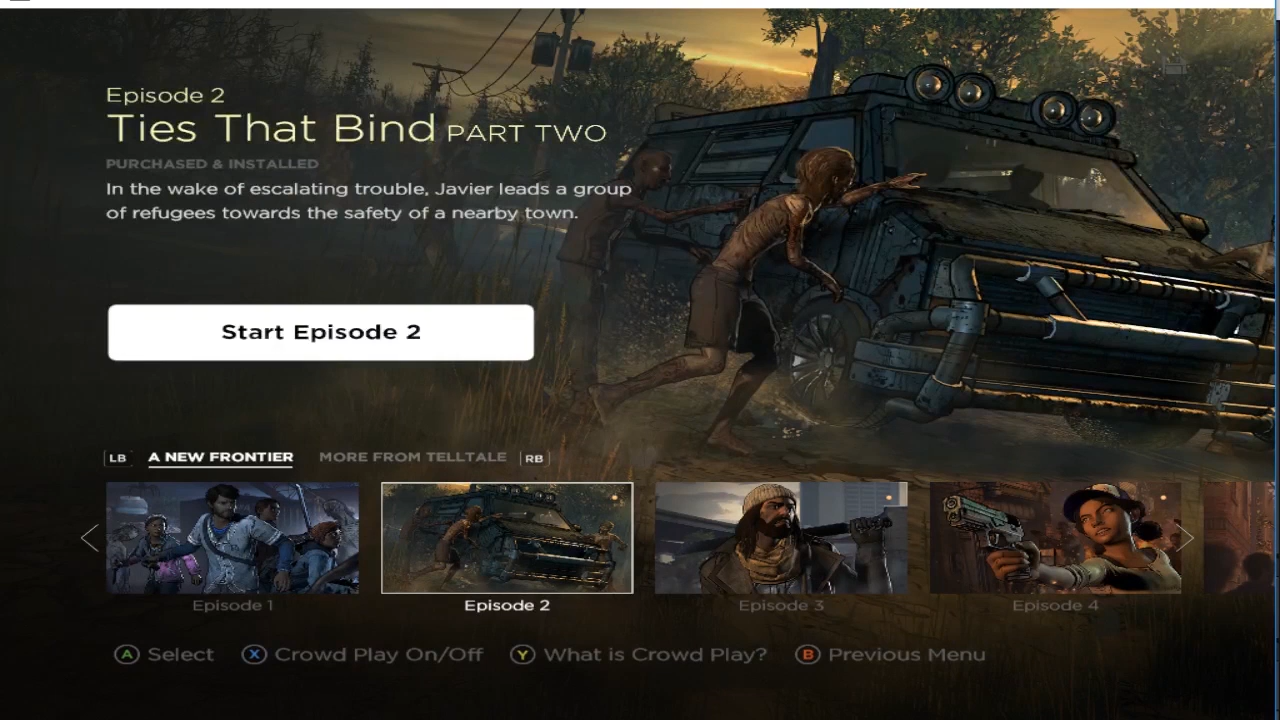 Episode 2
Ties That Bind PART TWO
PURCHASED & INSTALLED
In the wake of escalating trouble, Javier leads a group
of refugees towards the safety of a nearby town.
Start Episode 2
LB A NEW FRONTIER MORE FROM TELLTALE RB
Episode 1 Episode 2 Episode 3 Episode 4
A Select X Crowd Play On/Off Y What is Crowd Play? B Previous Menu